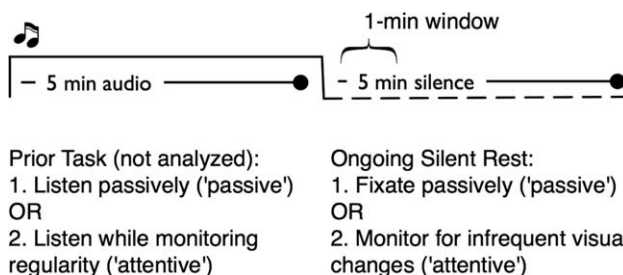 1-min window
5 min audio
5 min silence
Prior Task (not analyzed):
1. Listen passively ('passive')
OR
2. Listen while monitoring
regularity ('attentive')
Ongoing Silent Rest:
1. Fixate passively ('passive')
OR
2. Monitor for infrequent visua
changes ('attentive')